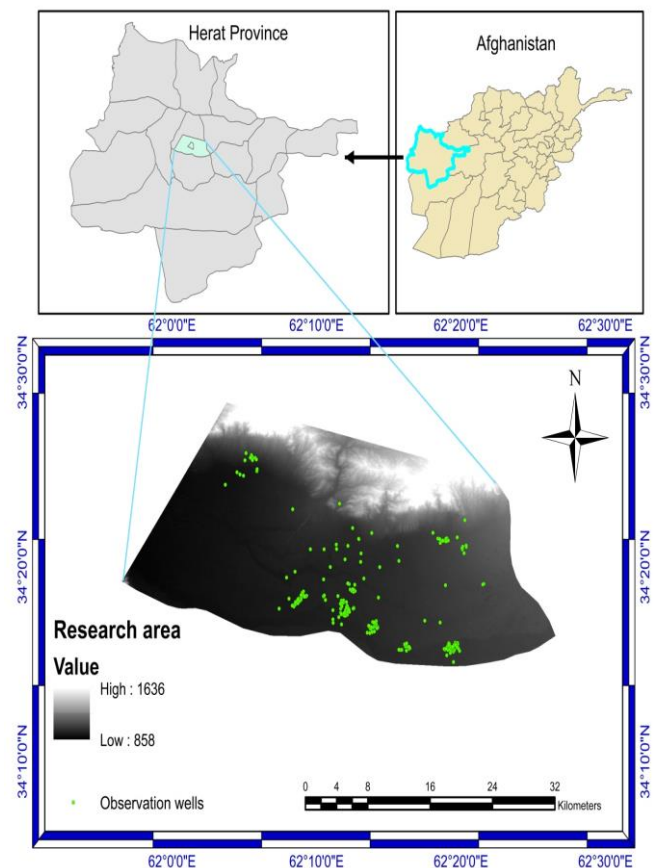 Herat Province
Afghanistan
62°0'0"E 62°10'0"E 62°20'0"E 62°30'0"E
34°30'0"N
34°30'0"N
N
34°20'0"N
34°20'0"N
Research area
Value
High : 1636
Low : 858
34°10'0"N
34°10'0"N
Observation wells
0 4 8 16 24 32
Kilometers
62°0'0"E 62°10'0"E 62°20'0"E 62°30'0"E